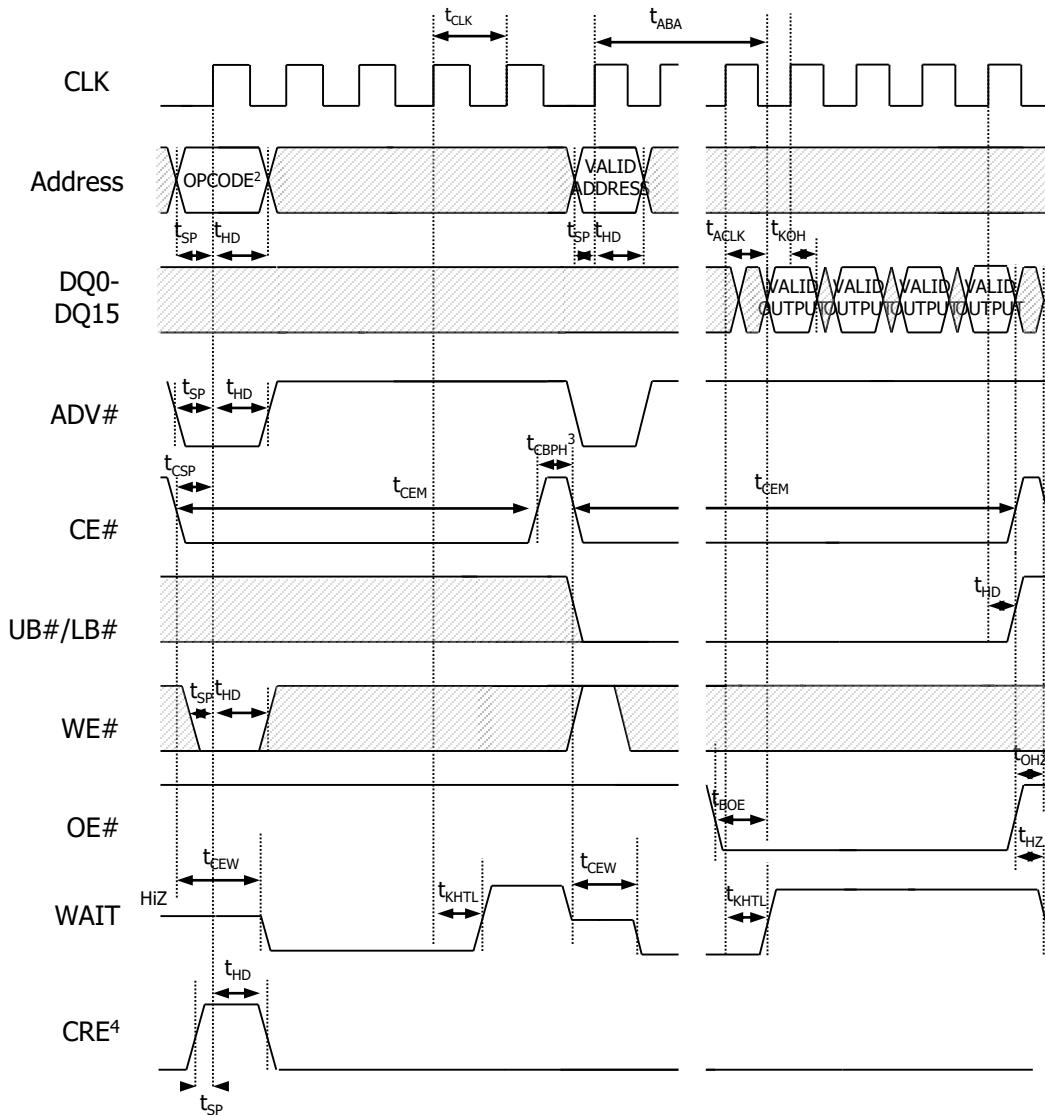 tCLK
tABA
CLK
Address
OPCODE2
VALID
ADDRESS
tSP
tHD
tSP
tHD
tACLK
tKOH
DQ0-
DQ15
VALID
OUTPUT
VALID
OUTPUT
VALID
OUTPUT
VALID
OUTPUT
ADV#
tSP
tHD
tCBPH3
tCSP
tCEM
tCEM
CE#
UB#/LB#
tHD
WE#
tSP
tHD
tOHZ
OE#
tBOE
tHZ
tCEW
tCEW
HiZ
WAIT
tKHTL
tKHTL
tHD
CRE4
tSP